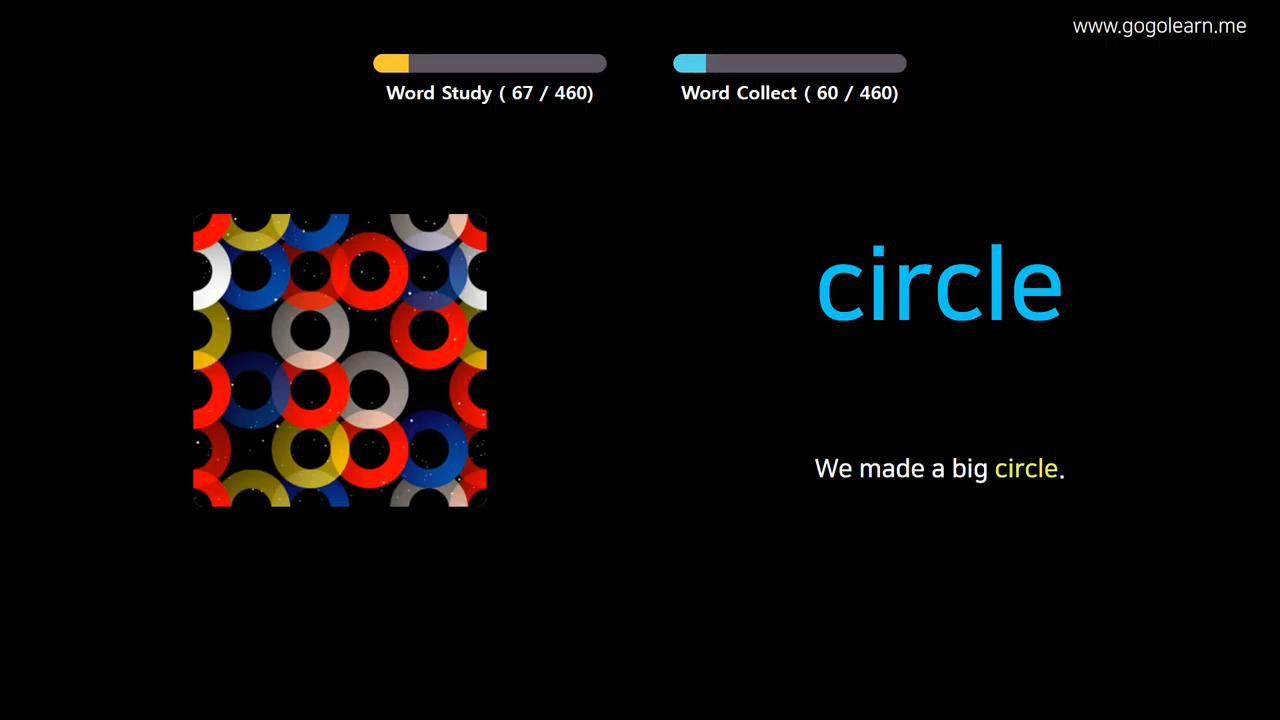 www.gogolearn.me
Word Study ( 67 / 460)
Word Collect ( 60 / 460)
circle
We made a big circle.